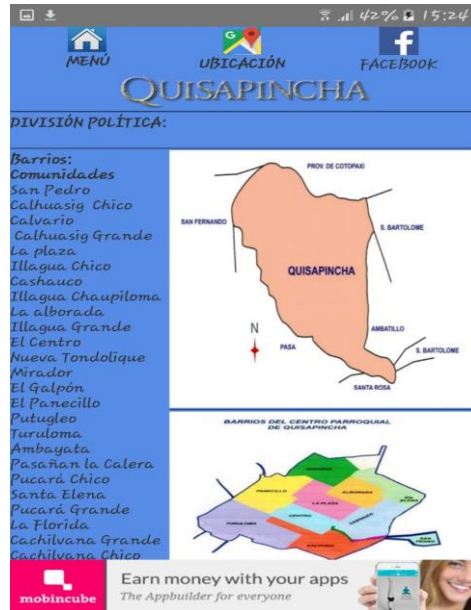 42% 15:24
MENÚ
UBICACIÓN
FACEBOOK
QUISAPINCHA
DIVISIÓN POLÍTICA:
Barrios:
Comunidades
San Pedro
Calhuasig Chico
Calvario
Calhuasig Grande
La plaza
Illagua Chico
Cashauco
Illagua Chaupiloma
La alborada
Illagua Grande
El Centro
Nueva Tondolique
Mirador
El Galpón
El Panecillo
Putugleo
Turuloma
Ambayata
Pasañan la Calera
Pucará Chico
Santa Elena
Pucará Grande
La Florida
Cachilvana Grande
Cachilvana Chico
PROV. DE COTOPAXI
SAN FERNANDO
S. BARTOLOME
QUISAPINCHA
N
AMBATILLO
PASA
S. BARTOLOME
SANTA ROSA
BARRIOS DEL CENTRO PARROQUIAL
DE QUISAPINCHA
MIRADOR
PANECILLO
ALBORADA
LA PLAZA
TURULOMA
CENTRO
CALVARIO
SAN
PEDRO
mobincube
Earn money with your apps
The Appbuilder for everyone